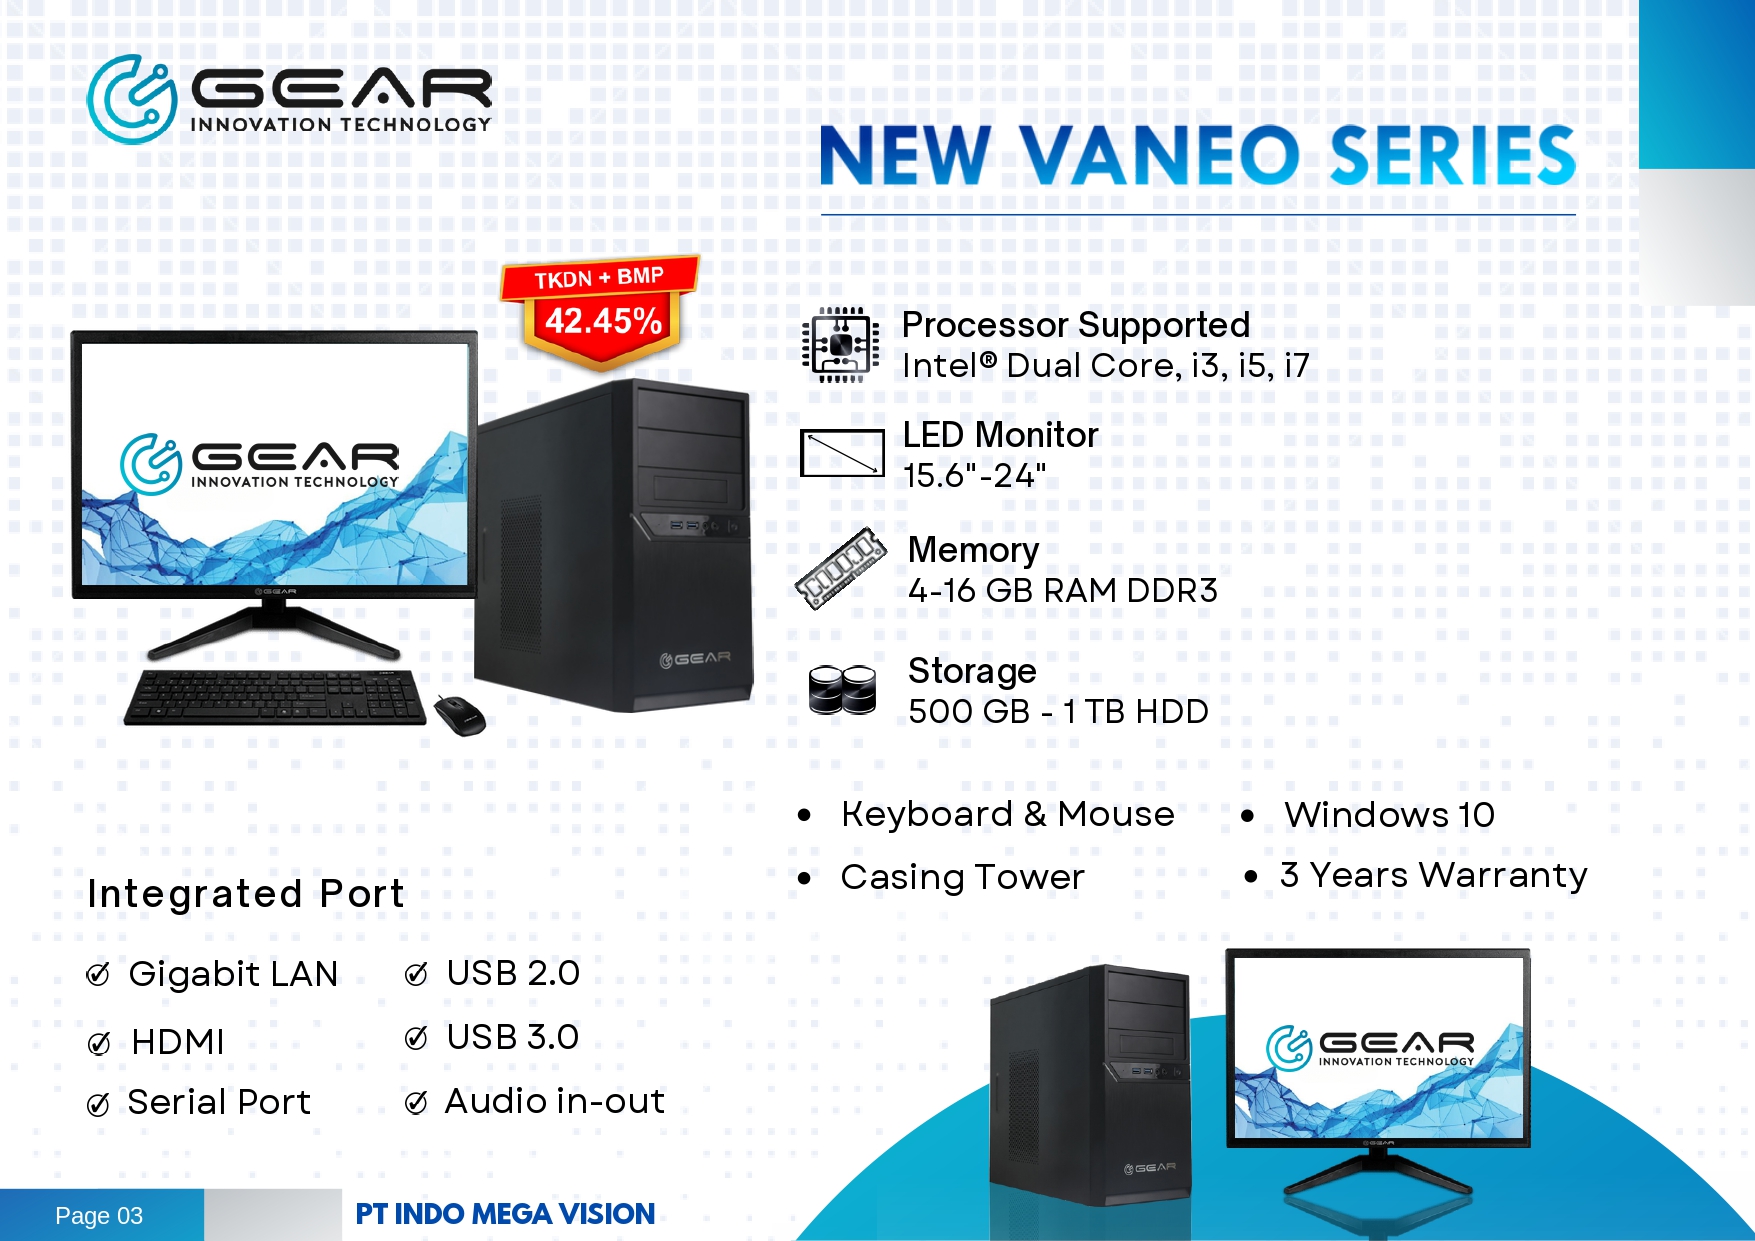 GEAR
INNOVATION TECHNOLOGY
NEW VANEO SERIES
TKDN + BMP
42.45%
GEAR
INNOVATION TECHNOLOGY
GEAR
GEAR
Processor Supported
Intel® Dual Core, i3, i5, i7
LED Monitor
15.6"-24"
Memory
4-16 GB RAM DDR3
Storage
500 GB - 1 TB HDD
• Keyboard & Mouse
• Casing Tower
• Windows 10
• 3 Years Warranty
Integrated Port
Gigabit LAN
HDMI
Serial Port
USB 2.0
USB 3.0
Audio in-out
GEAR
GEAR
INNOVATION TECHNOLOGY
GEAR
Page 03
PT INDO MEGA VISION